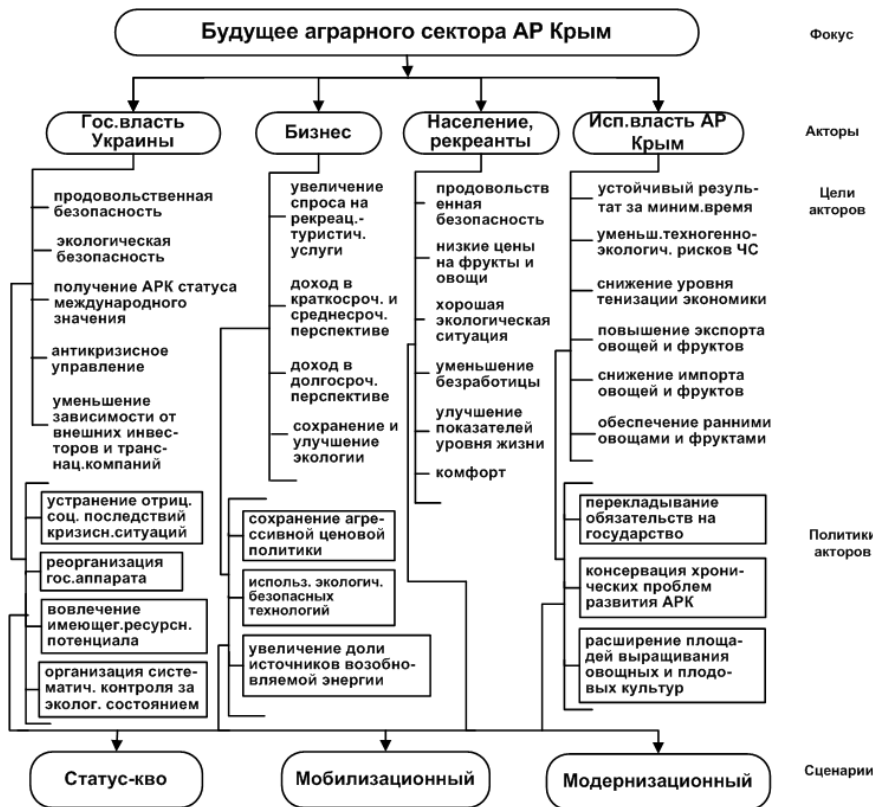 Будущее аграрного сектора АР Крым
Фокус
Гос.власть
Украины
Бизнес
Население,
рекреанты
Исп.власть АР
Крым
Акторы
продовольственная
безопасность
экологическая
безопасность
получение АРК статуса
международного
значения
антикризисное
управление
уменьшение
зависимости от
внешних инвес-
торов и транс-
нац.компаний
увеличение
спроса на
рекреац.-
туристич.
услуги
доход в
краткосроч. и
среднесроч.
перспективе
доход в
долгосроч.
перспективе
сохранение и
улучшение
экологии
продовольств
енная
безопасность
низкие цены
на фрукты и
овощи
хорошая
экологическая
ситуация
уменьшение
безработицы
улучшение
показателей
уровня жизни
комфорт
устойчивый резуль-
тат за миним.время
уменьш.техногенно-
экологич. рисков ЧС
снижение уровня
тенизации экономики
повышение экспорта
овощей и фруктов
снижение импорта
овощей и фруктов
обеспечение ранними
овощами и фруктами
Цели
акторов
устранение отриц.
соц. последствий
кризисн.ситуаций
реорганизация
гос.аппарата
вовлечение
имеющег.ресурсн.
потенциала
организация систе-
матич. контроля за
эколог. состоянием
сохранение агре-
ссивной ценовой
политики
использ. экологич.
безопасных
технологий
увеличение доли
источников возобно-
вляемой энергии
перекладывание
обязательств на
государство
консервация хрони-
ческих проблем
развития АРК
расширение площа-
дей выращивания
овощных и плодо-
вых культур
Политики
акторов
Статус-кво
Мобилизационный
Модернизационный
Сценарии